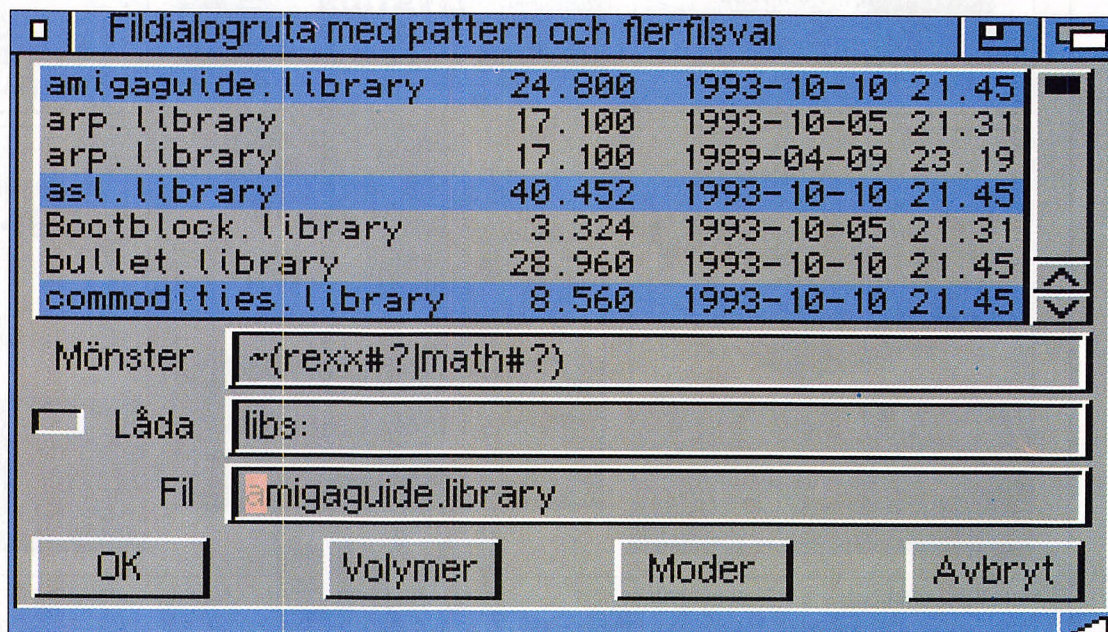 Fildialogruta med pattern och flerfilsval
amigaguide.library 24.800 1993-10-10 21.45
arp.library 17.100 1993-10-05 21.31
arp.library 17.100 1989-04-09 23.19
asl.library 40.452 1993-10-10 21.45
Bootblock.library 3.324 1993-10-05 21.31
bullet.library 28.960 1993-10-10 21.45
commodities.library 8.560 1993-10-10 21.45
Mönster ~(rexx#?|math#?)
Låda libs:
Fil amigaguide.library
OK Volymer Moder Avbryt